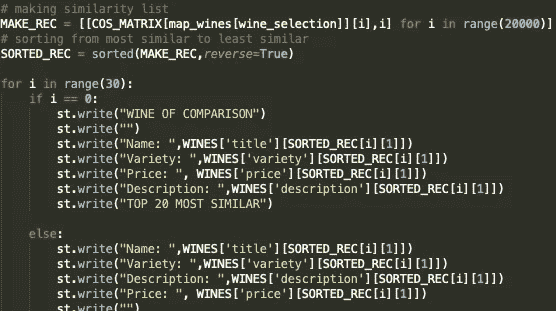 # making similarity list
MAKE_REC = [[COS_MATRIX[map_wines[wine_selection]][i],i] for i in range(20000)]
# sorting from most similar to least similar
SORTED_REC = sorted(MAKE_REC,reverse=True)
for i in range(30):
if i == 0:
st.write("WINE OF COMPARISON")
st.write("")
st.write("Name: ",WINES['title'][SORTED_REC[i][1]])
st.write("Variety: ",WINES['variety'][SORTED_REC[i][1]])
st.write("Price: ", WINES['price'][SORTED_REC[i][1]])
st.write("Description: ",WINES['description'][SORTED_REC[i][1]])
st.write("TOP 20 MOST SIMILAR")
else:
st.write("Name: ",WINES['title'][SORTED_REC[i][1]])
st.write("Variety: ",WINES['variety'][SORTED_REC[i][1]])
st.write("Description: ",WINES['description'][SORTED_REC[i][1]])
st.write("Price: ", WINES['price'][SORTED_REC[i][1]])
st.write("")